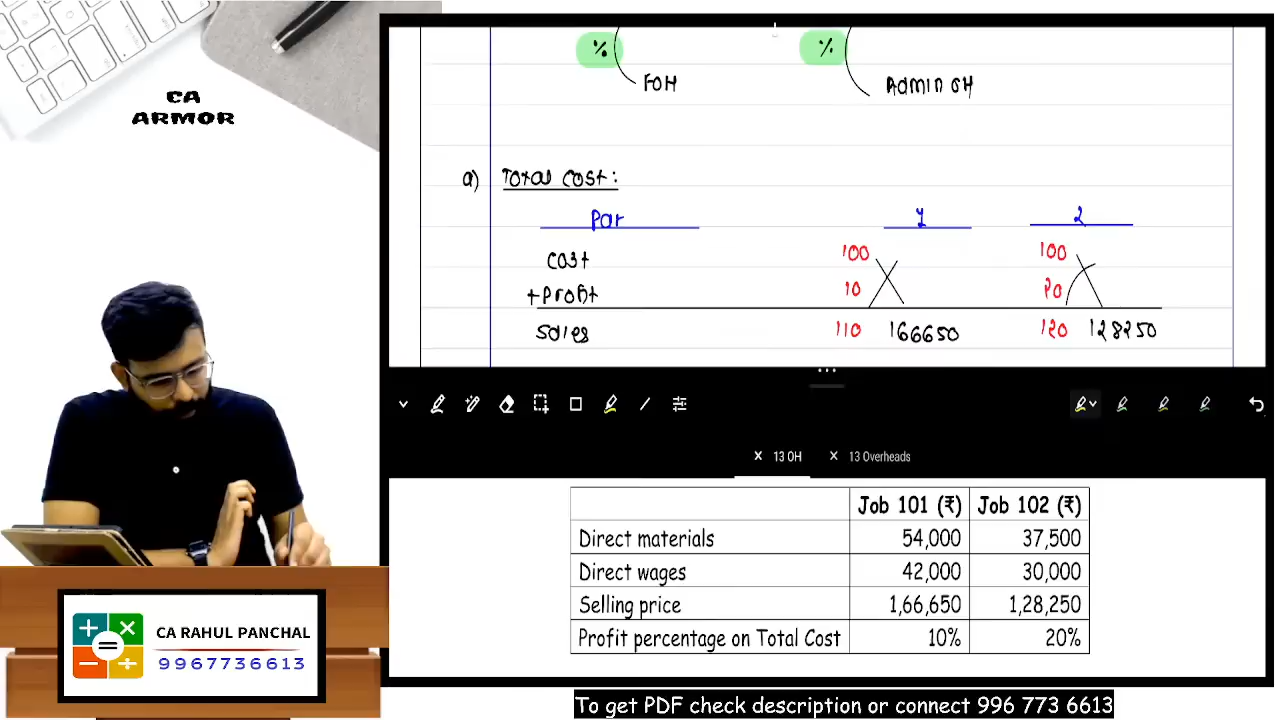 CA
ARMOR
% %
FOH ADMIN OH
a) Total Cost:
Par 1 2
Cost 100 100
+Profit 10 20
Sales 110 166650 120 128250
13 OH 13 Overheads
Job 101 (₹) Job 102 (₹)
Direct materials 54,000 37,500
Direct wages 42,000 30,000
Selling price 1,66,650 1,28,250
Profit percentage on Total Cost 10% 20%
CA RAHUL PANCHAL
9967736613
To get PDF check description or connect 996 773 6613